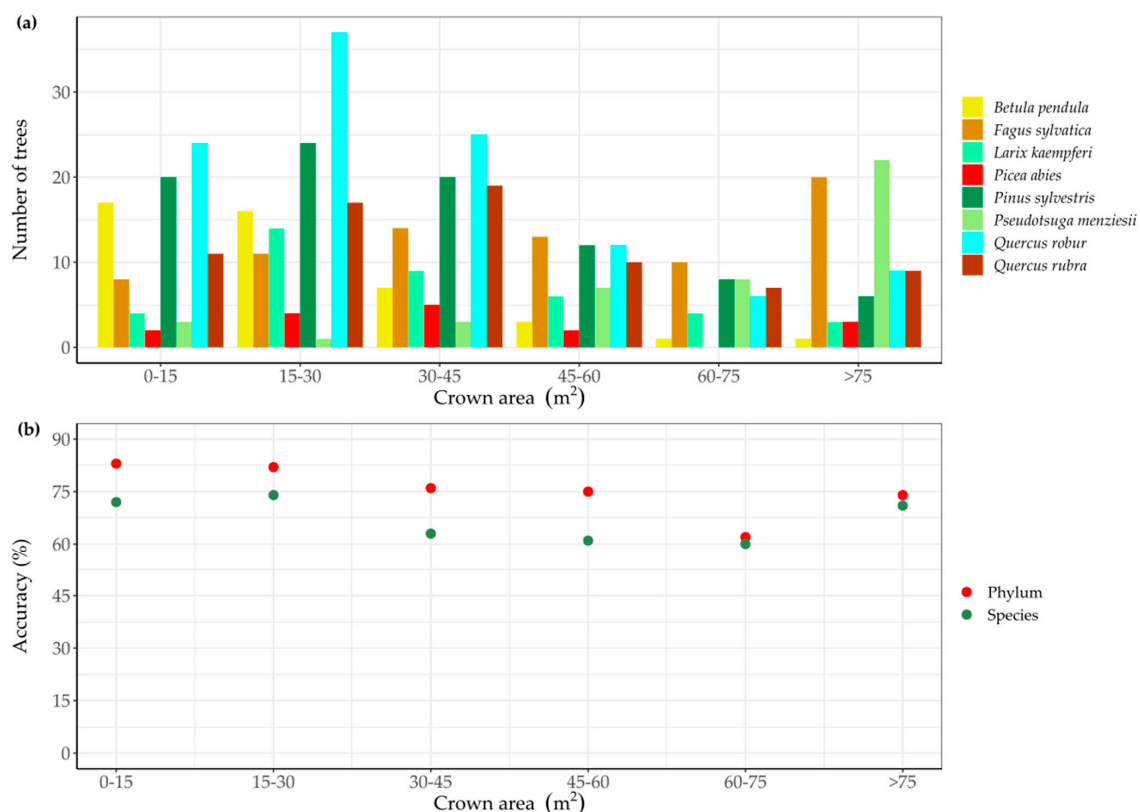 (a)
Number of trees
30
20
10
0
0-15 15-30 30-45 45-60 60-75 >75
Crown area (m²)
Betula pendula
Fagus sylvatica
Larix kaempferi
Picea abies
Pinus sylvestris
Pseudotsuga menziesii
Quercus robur
Quercus rubra
(b)
Accuracy (%)
90
75
60
45
30
15
0
0-15 15-30 30-45 45-60 60-75 >75
Crown area (m²)
Phylum
Species